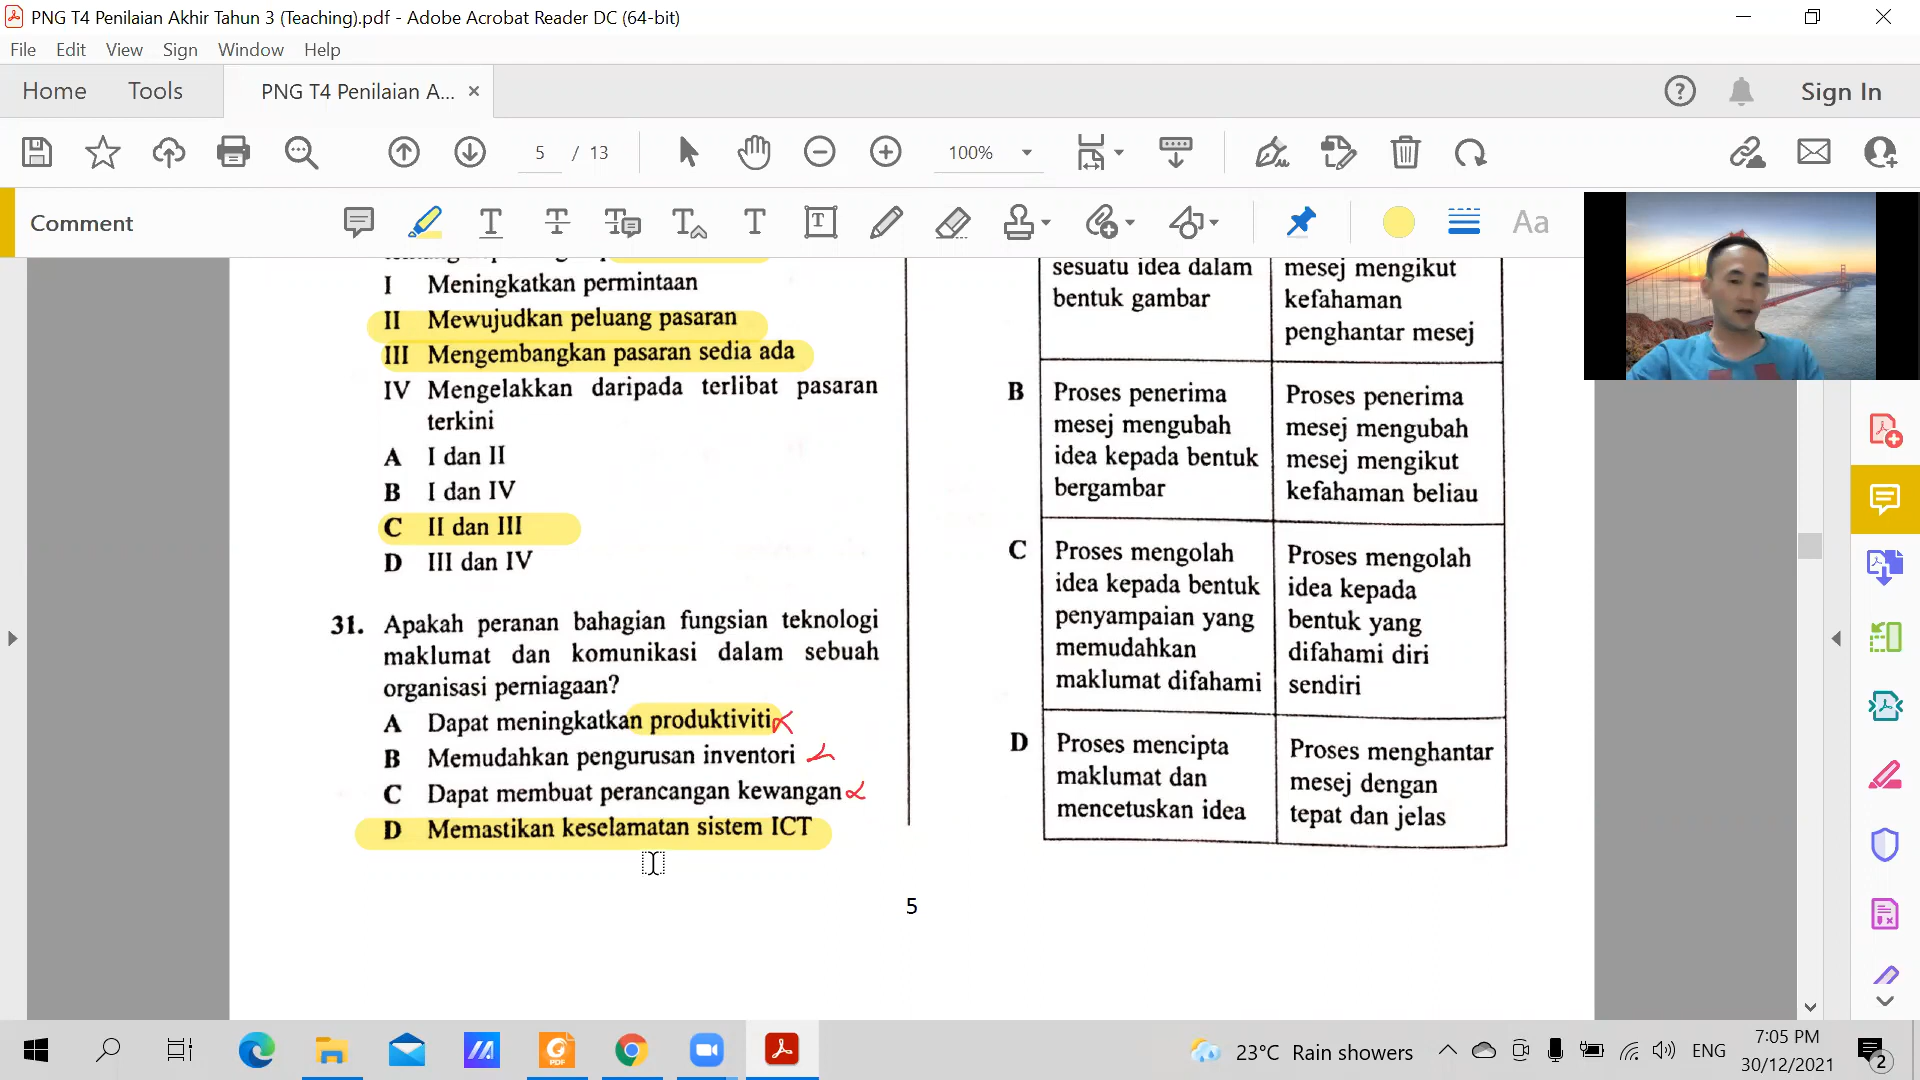 PNG T4 Penilaian Akhir Tahun 3 (Teaching).pdf - Adobe Acrobat Reader DC (64-bit)
File Edit View Sign Window Help
Home Tools PNG T4 Penilaian A... × Sign In
5 / 13 100%
Comment Aa
I Meningkatkan permintaan
II Mewujudkan peluang pasaran
III Mengembangkan pasaran sedia ada
IV Mengelakkan daripada terlibat pasaran
terkini
A I dan II
B I dan IV
C II dan III
D III dan IV
31. Apakah peranan bahagian fungsian teknologi
maklumat dan komunikasi dalam sebuah
organisasi perniagaan?
A Dapat meningkatkan produktiviti
B Memudahkan pengurusan inventori
C Dapat membuat perancangan kewangan
D Memastikan keselamatan sistem ICT
sesuatu idea dalam
bentuk gambar
mesej mengikut
kefahaman
penghantar mesej
B
Proses penerima
mesej mengubah
idea kepada bentuk
bergambar
Proses penerima
mesej mengubah
mesej mengikut
kefahaman beliau
C
Proses mengolah
idea kepada bentuk
penyampaian yang
memudahkan
maklumat difahami
Proses mengolah
idea kepada
bentuk yang
difahami diri
sendiri
D
Proses mencipta
maklumat dan
mencetuskan idea
Proses menghantar
mesej dengan
tepat dan jelas
5
23°C Rain showers ENG
7:05 PM
30/12/2021
2